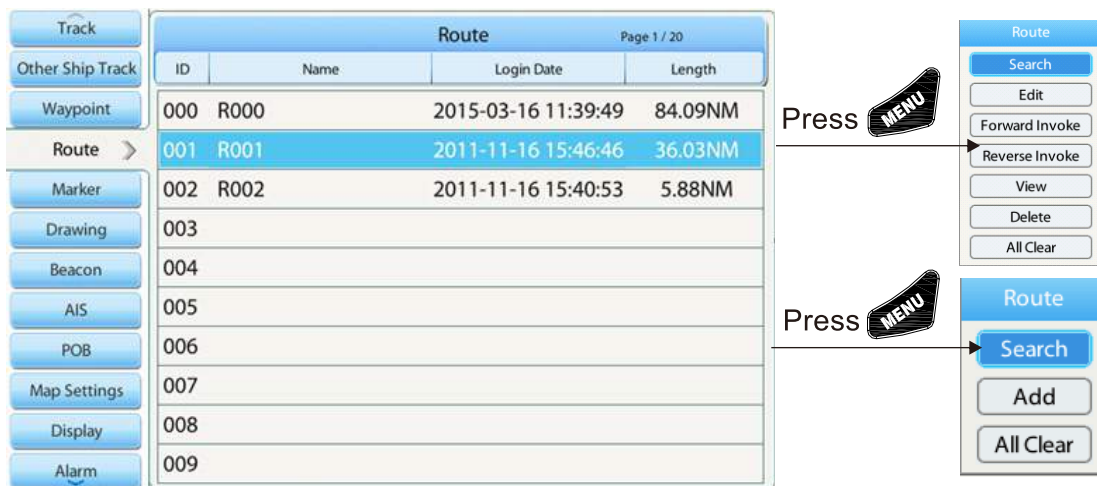 Track
Other Ship Track
Waypoint
Route
Marker
Drawing
Beacon
AIS
POB
Map Settings
Display
Alarm
Route Page 1 / 20
ID Name Login Date Length
000 R000 2015-03-16 11:39:49 84.09NM
001 R001 2011-11-16 15:46:46 36.03NM
002 R002 2011-11-16 15:40:53 5.88NM
003
004
005
006
007
008
009
Press MENU
Route
Search
Edit
Forward Invoke
Reverse Invoke
View
Delete
All Clear
Press MENU
Route
Search
Add
All Clear